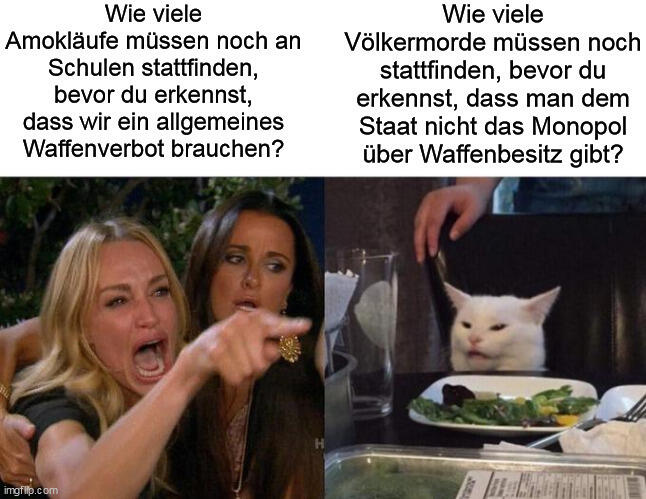 Wie viele
Amokläufe müssen noch an
Schulen stattfinden,
bevor du erkennst,
dass wir ein allgemeines
Waffenverbot brauchen?
Wie viele
Völkermorde müssen noch
stattfinden, bevor du
erkennst, dass man dem
Staat nicht das Monopol
über Waffenbesitz gibt?
H
imgflip.com